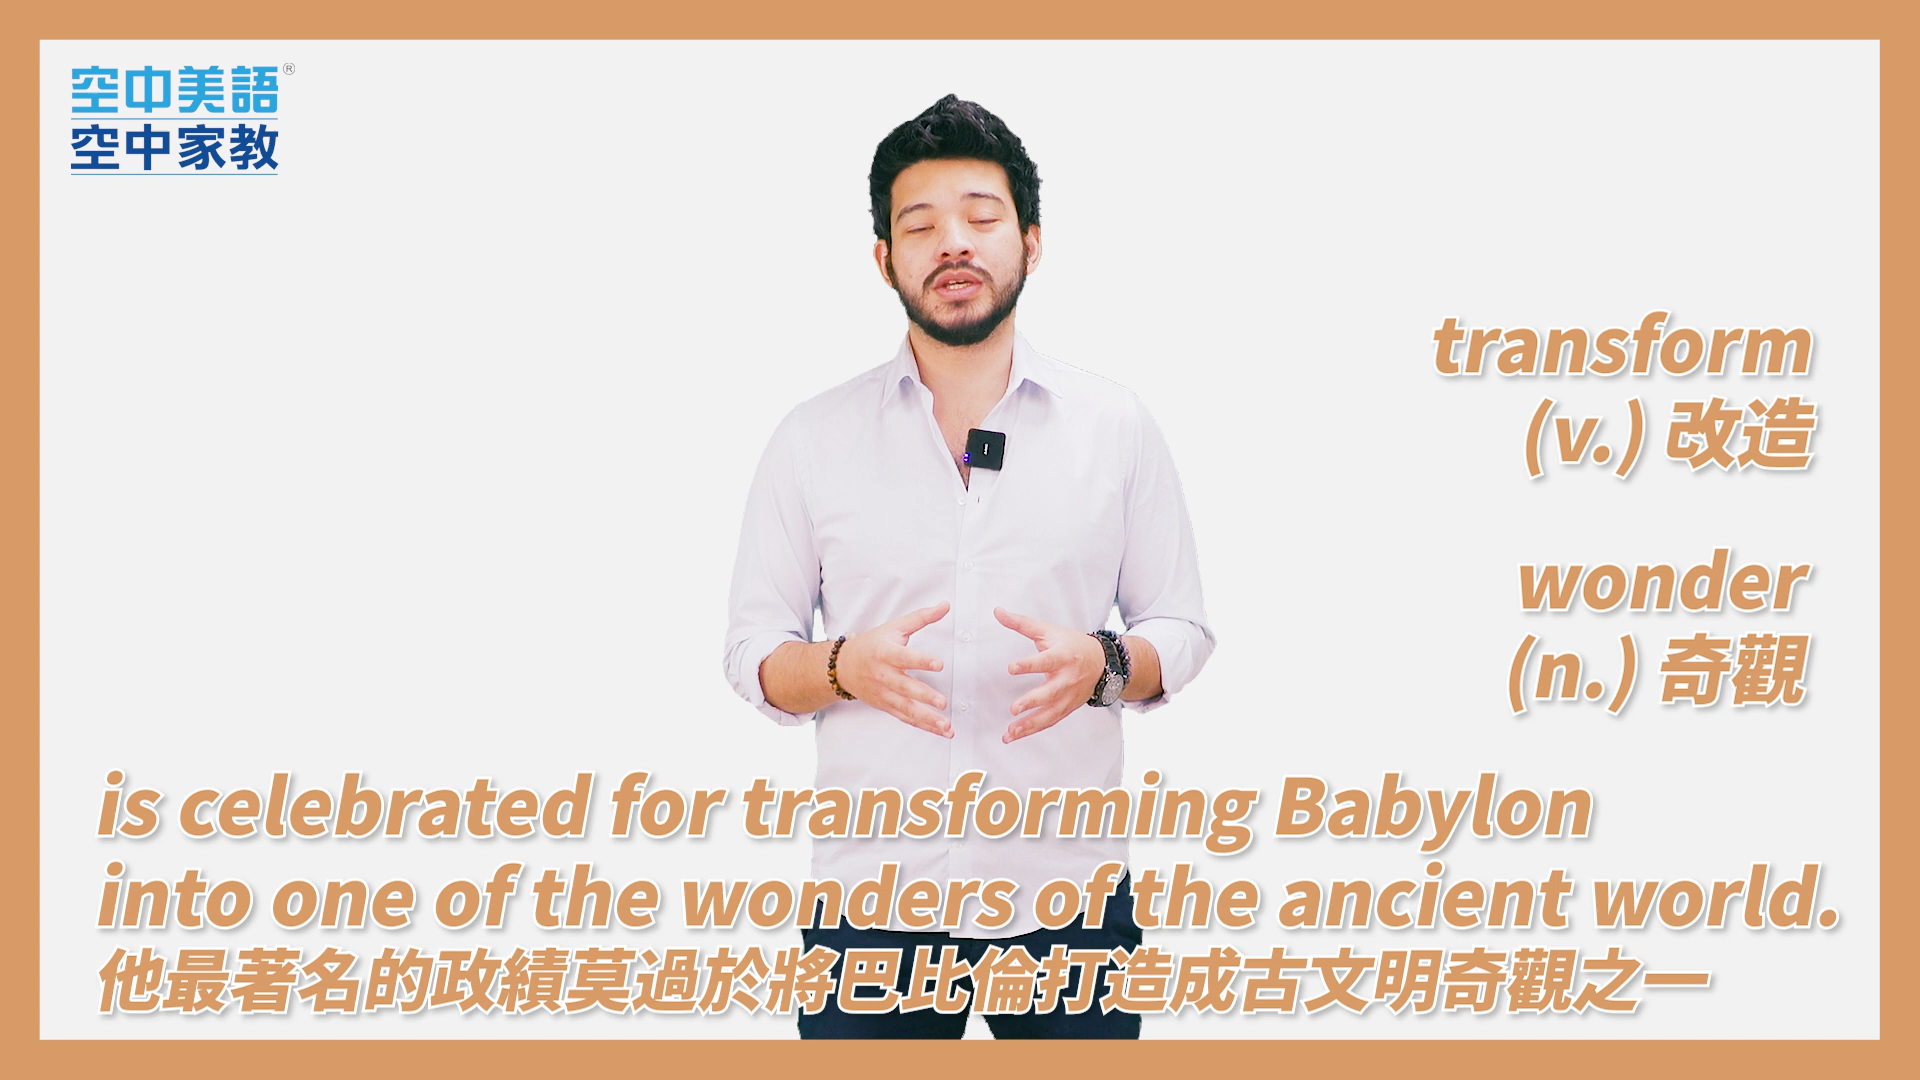 空中美語®
空中家教
transform
(v.) 改造
wonder
(n.) 奇觀
is celebrated for transforming Babylon
into one of the wonders of the ancient world.
他最著名的政績莫過於將巴比倫打造成古文明奇觀之一